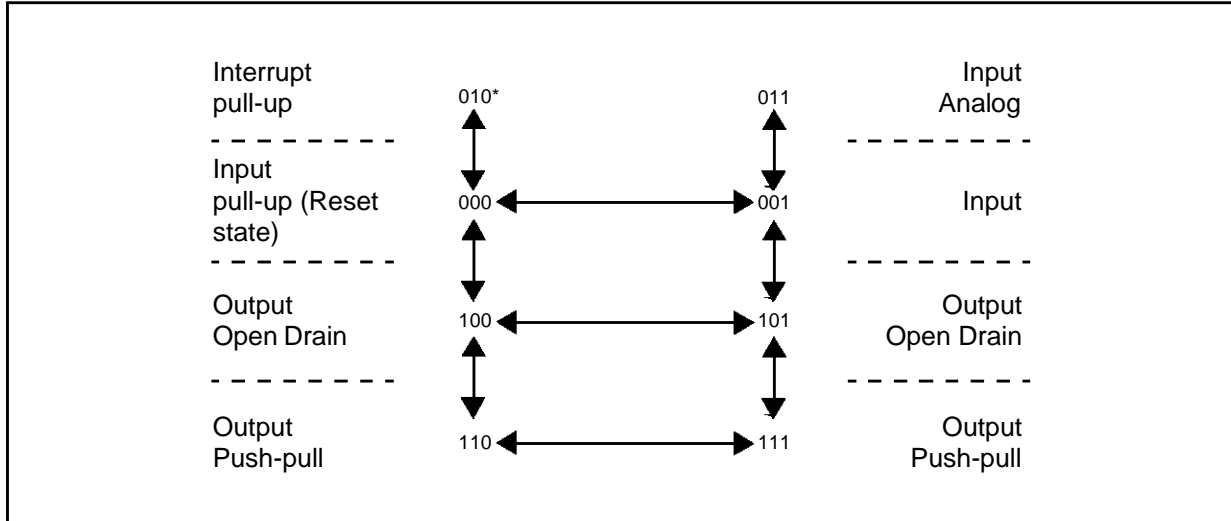 Interrupt
pull-up
010*
011
Input
Analog
Input
pull-up (Reset
state)
000
001
Input
Output
Open Drain
100
101
Output
Open Drain
Output
Push-pull
110
111
Output
Push-pull